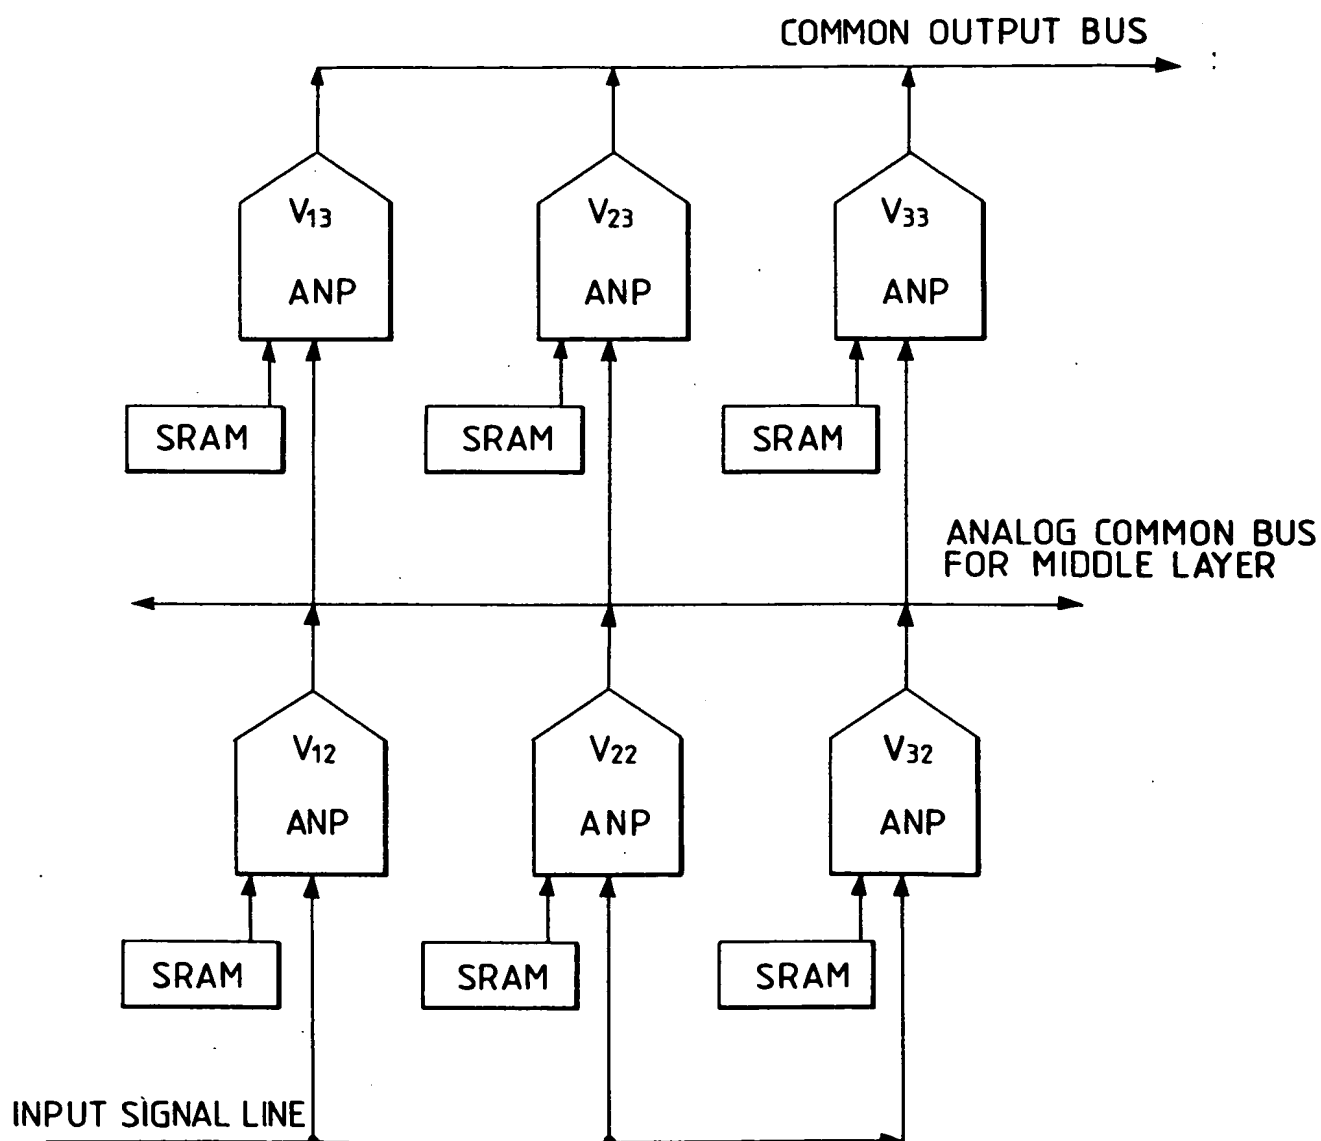 COMMON OUTPUT BUS
V13 V23 V33
ANP ANP ANP
SRAM SRAM SRAM
ANALOG COMMON BUS
FOR MIDDLE LAYER
V12 V22 V32
ANP ANP ANP
SRAM SRAM SRAM
INPUT SIGNAL LINE